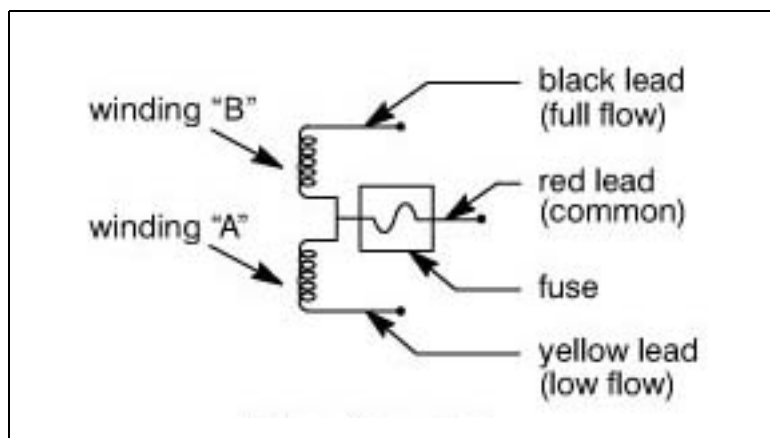 winding "B"
black lead
(full flow)
red lead
(common)
winding "A"
fuse
yellow lead
(low flow)